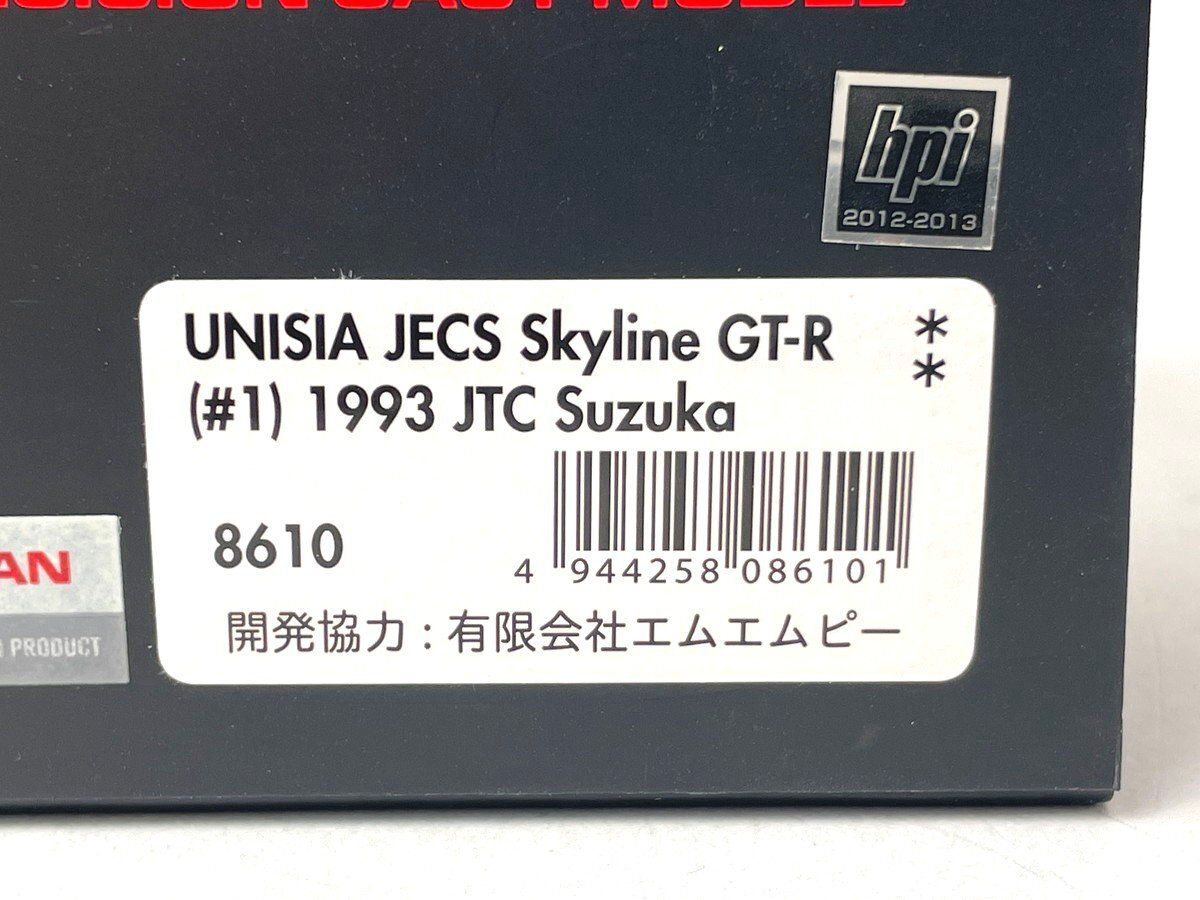 MODEL
hpi
2012-2013
UNISIA JECS Skyline GT-R **
(#1) 1993 JTC Suzuka
8610
4 944258 086101
開発協力 : 有限会社エムエムピー
AN
PRODUCT